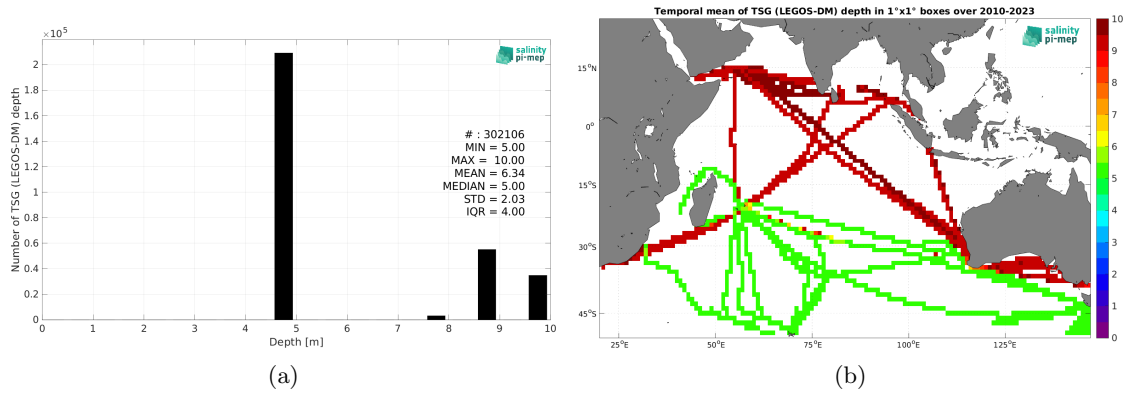 ×10⁵
salinity
pi-mep
2
1.8
1.6
1.4
1.2
1
0.8
0.6
0.4
0.2
0
Number of TSG (LEGOS-DM) depth
# : 302106
MIN = 5.00
MAX = 10.00
MEAN = 6.34
MEDIAN = 5.00
STD = 2.03
IQR = 4.00
0 1 2 3 4 5 6 7 8 9 10
Depth [m]
(a)
Temporal mean of TSG (LEGOS-DM) depth in 1°x1° boxes over 2010-2023
salinity
pi-mep
15°N
0°
15°S
30°S
45°S
25°E 50°E 75°E 100°E 125°E
10
9
8
7
6
5
4
3
2
1
0
(b)